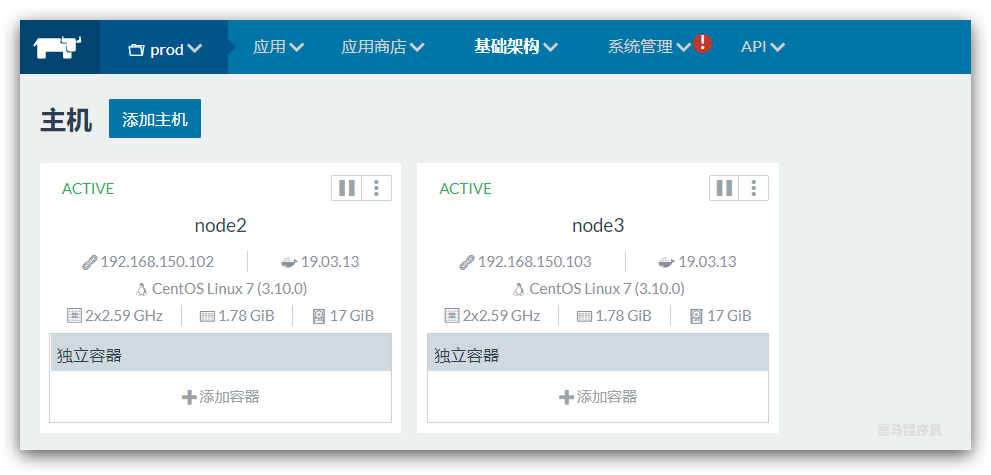 prod 应用 应用商店 基础架构 系统管理 ! API
主机 添加主机
ACTIVE
node2
192.168.150.102 19.03.13
CentOS Linux 7 (3.10.0)
2x2.59 GHz 1.78 GiB 17 GiB
独立容器
添加容器
ACTIVE
node3
192.168.150.103 19.03.13
CentOS Linux 7 (3.10.0)
2x2.59 GHz 1.78 GiB 17 GiB
独立容器
添加容器
黑马程序员